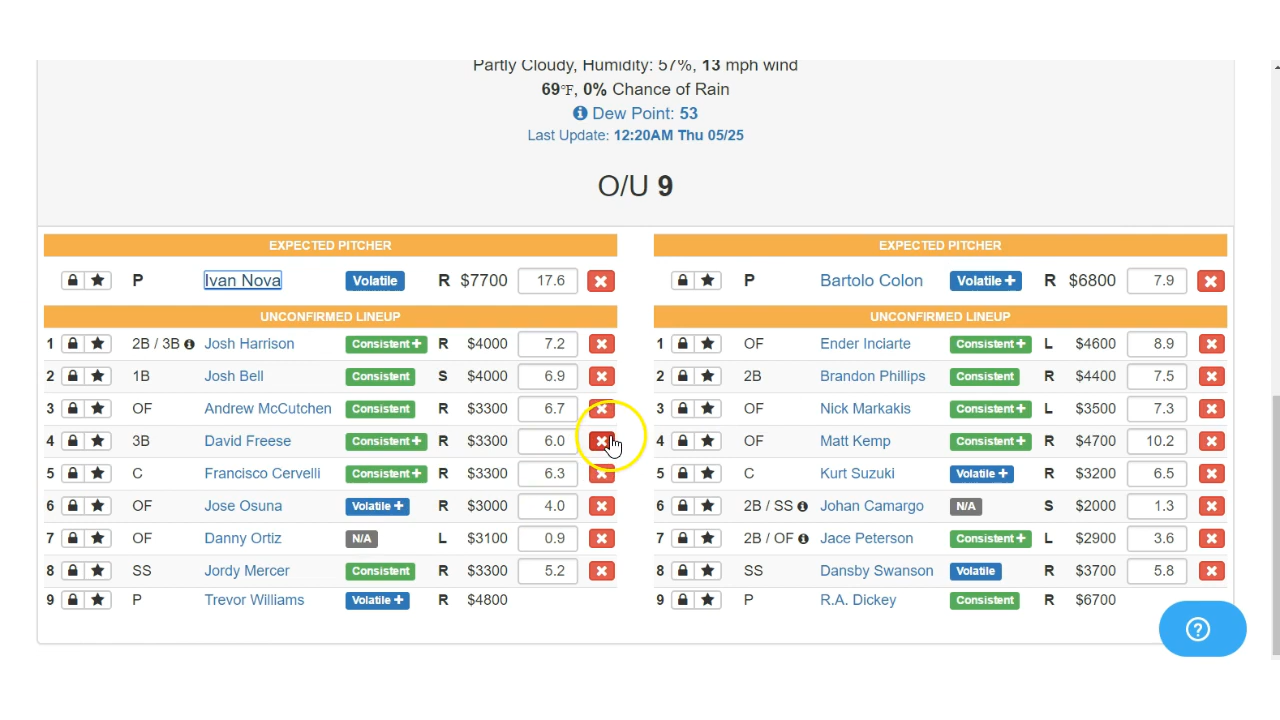 Partly Cloudy, Humidity: 57%, 13 mph wind
69°F, 0% Chance of Rain
Dew Point: 53
Last Update: 12:20AM Thu 05/25
O/U 9
EXPECTED PITCHER
P Ivan Nova Volatile R $7700 17.6
UNCONFIRMED LINEUP
1 2B / 3B Josh Harrison Consistent + R $4000 7.2
2 1B Josh Bell Consistent S $4000 6.9
3 OF Andrew McCutchen Consistent R $3300 6.7
4 3B David Freese Consistent + R $3300 6.0
5 C Francisco Cervelli Consistent + R $3300 6.3
6 OF Jose Osuna Volatile + R $3000 4.0
7 OF Danny Ortiz N/A L $3100 0.9
8 SS Jordy Mercer Consistent R $3300 5.2
9 P Trevor Williams Volatile + R $4800
EXPECTED PITCHER
P Bartolo Colon Volatile + R $6800 7.9
UNCONFIRMED LINEUP
1 OF Ender Inciarte Consistent + L $4600 8.9
2 2B Brandon Phillips Consistent R $4400 7.5
3 OF Nick Markakis Consistent + L $3500 7.3
4 OF Matt Kemp Consistent + R $4700 10.2
5 C Kurt Suzuki Volatile + R $3200 6.5
6 2B / SS Johan Camargo N/A S $2000 1.3
7 2B / OF Jace Peterson Consistent + L $2900 3.6
8 SS Dansby Swanson Volatile R $3700 5.8
9 P R.A. Dickey Consistent R $6700